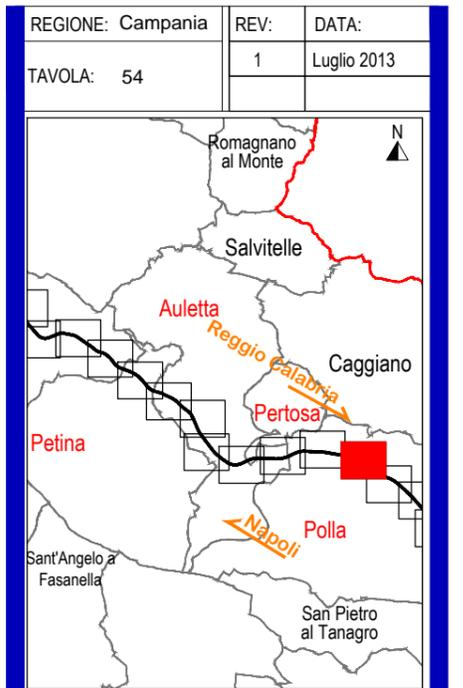 REGIONE: Campania
REV:
DATA:
TAVOLA: 54
1
Luglio 2013
N
Romagnano
al Monte
Salvitelle
Auletta
Reggio Calabria
Caggiano
Pertosa
Petina
Napoli
Polla
Sant'Angelo a
Fasanella
San Pietro
al Tanagro